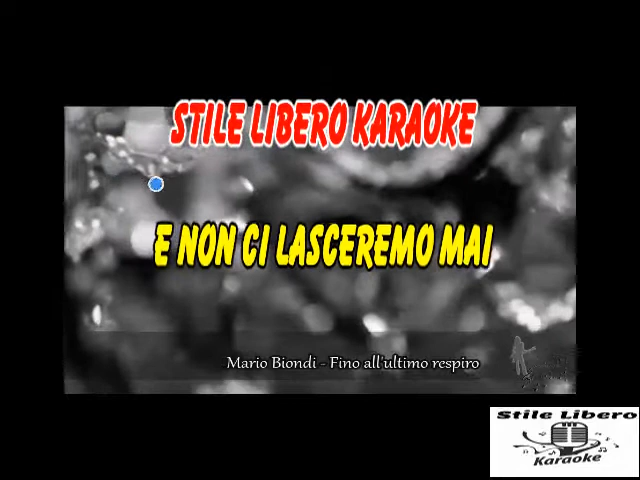 STILE LIBERO KARAOKE
E NON CI LASCEREMO MAI
Mario Biondi - Fino all'ultimo respiro
Stile Libero
Karaoke